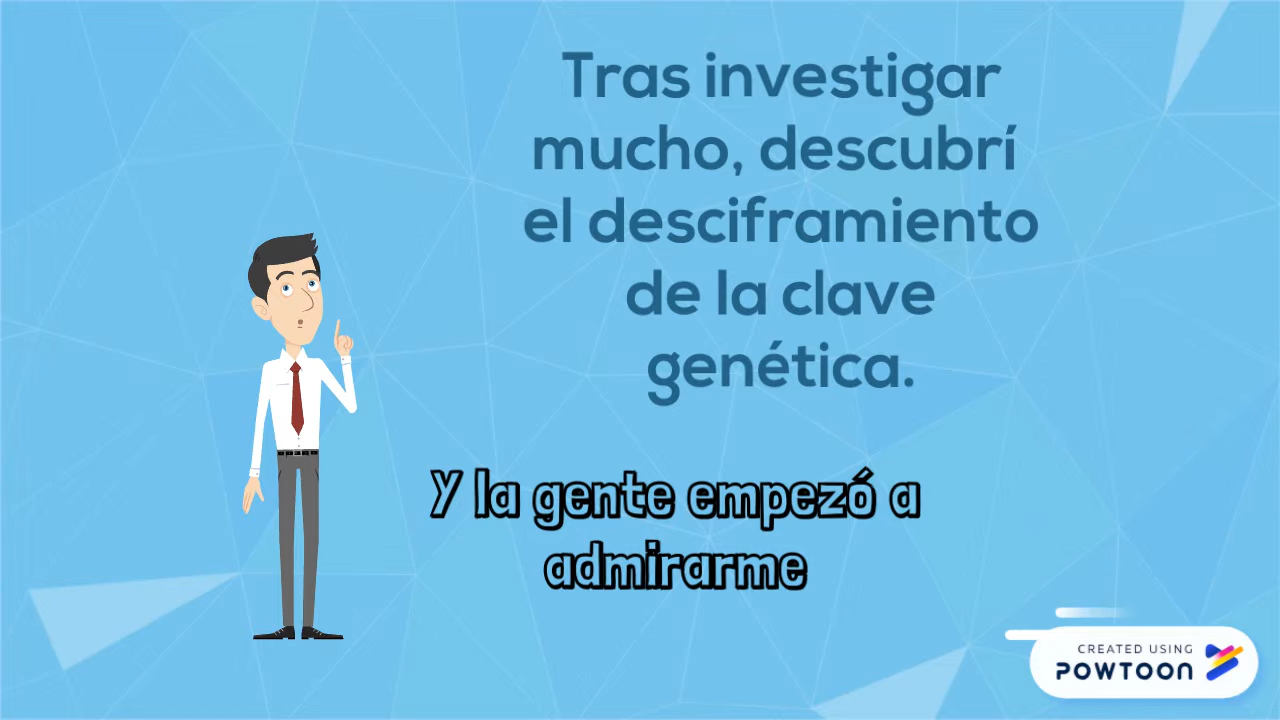 Tras investigar
mucho, descubrí
el desciframiento
de la clave
genética.
Y la gente empezó a
admirarme
CREATED USING
POWTOON